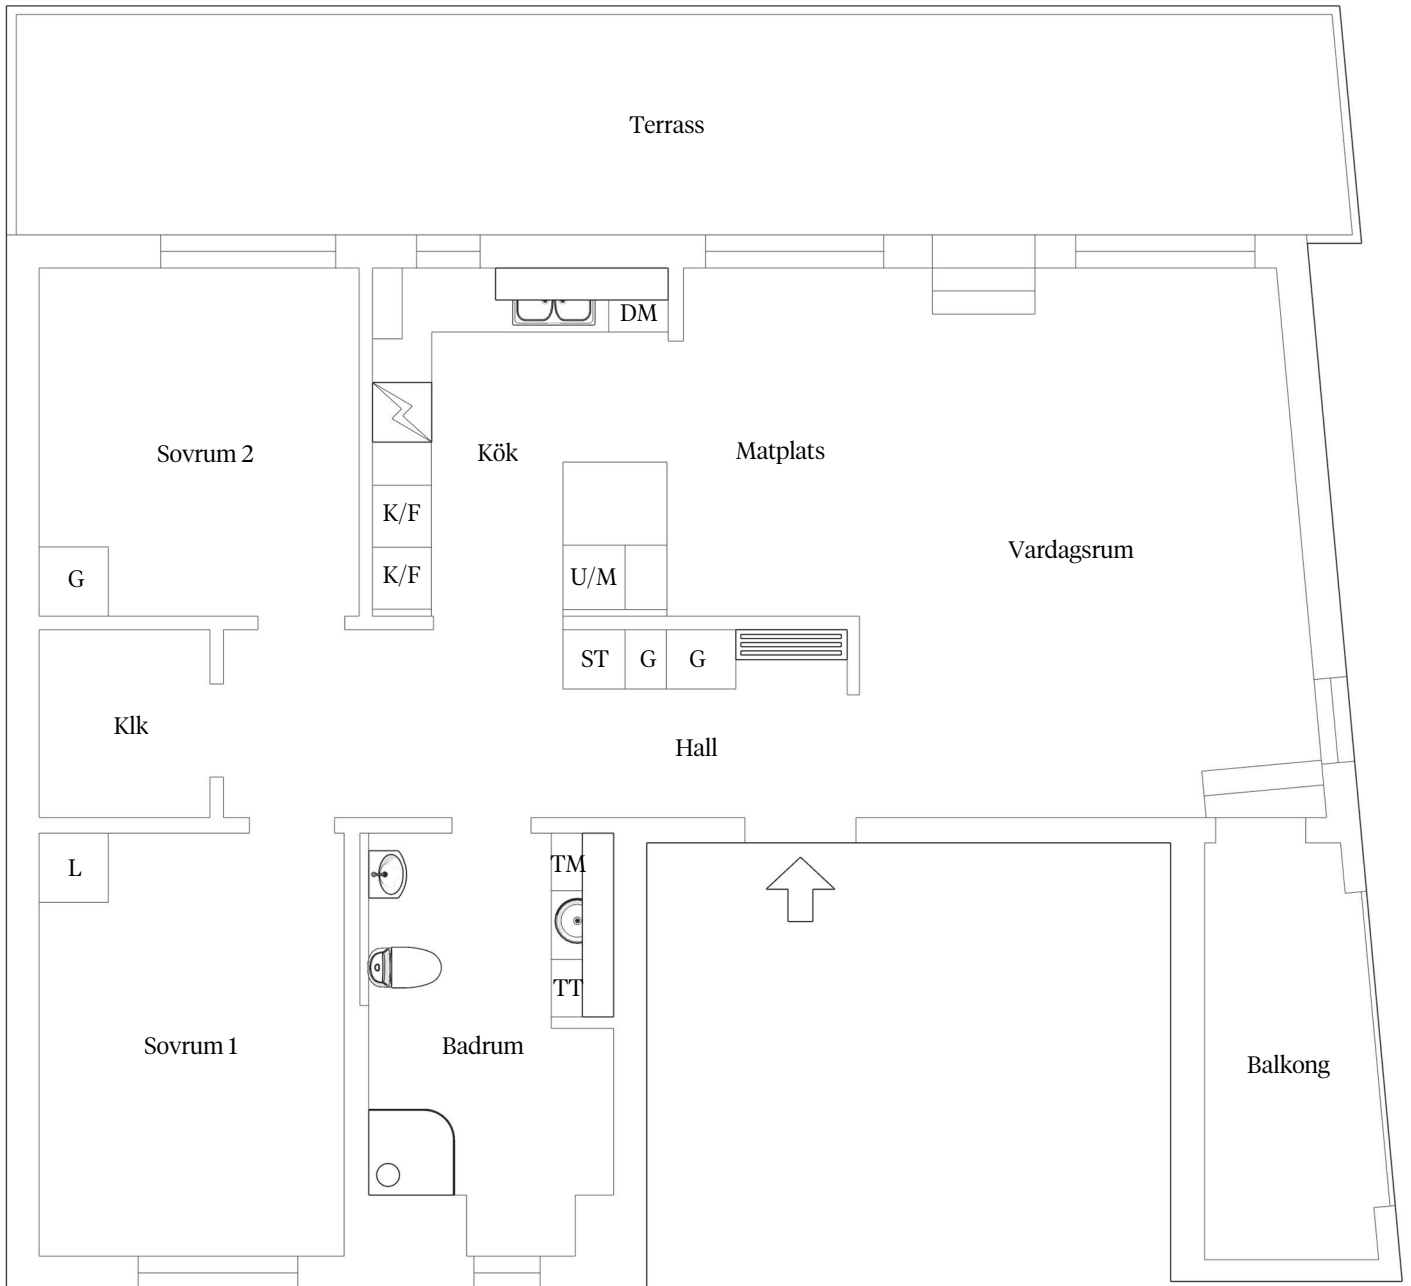 Terrass
DM
Sovrum 2
Kök
Matplats
K/F
Vardagsrum
G
K/F
U/M
ST
G
G
Klk
Hall
L
TM
TT
Sovrum 1
Badrum
Balkong